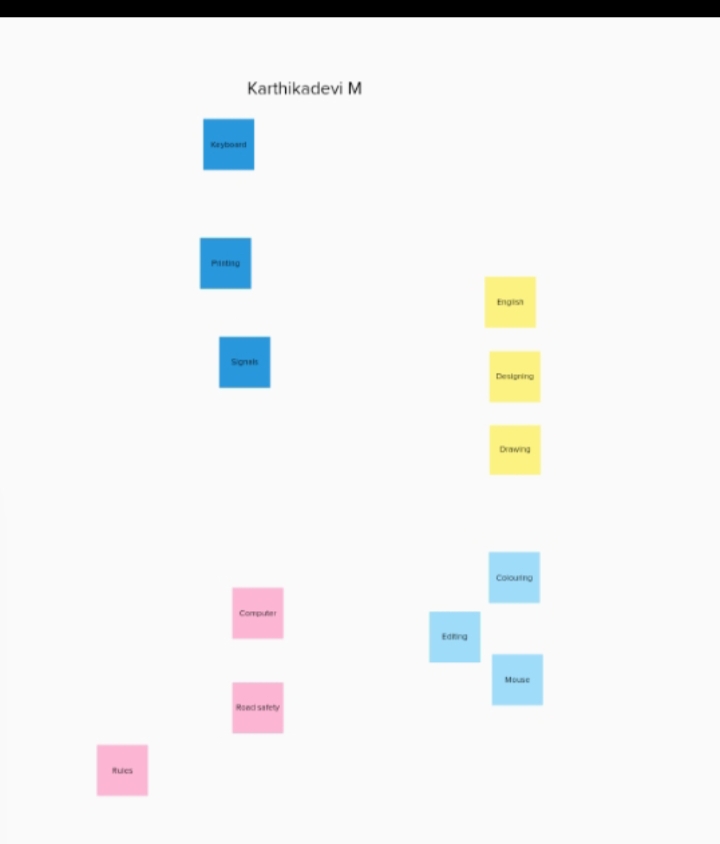 Karthikadevi M
Keyboard
Printing
Signals
English
Designing
Drawing
Colouring
Editing
Mouse
Computer
Road safety
Rules